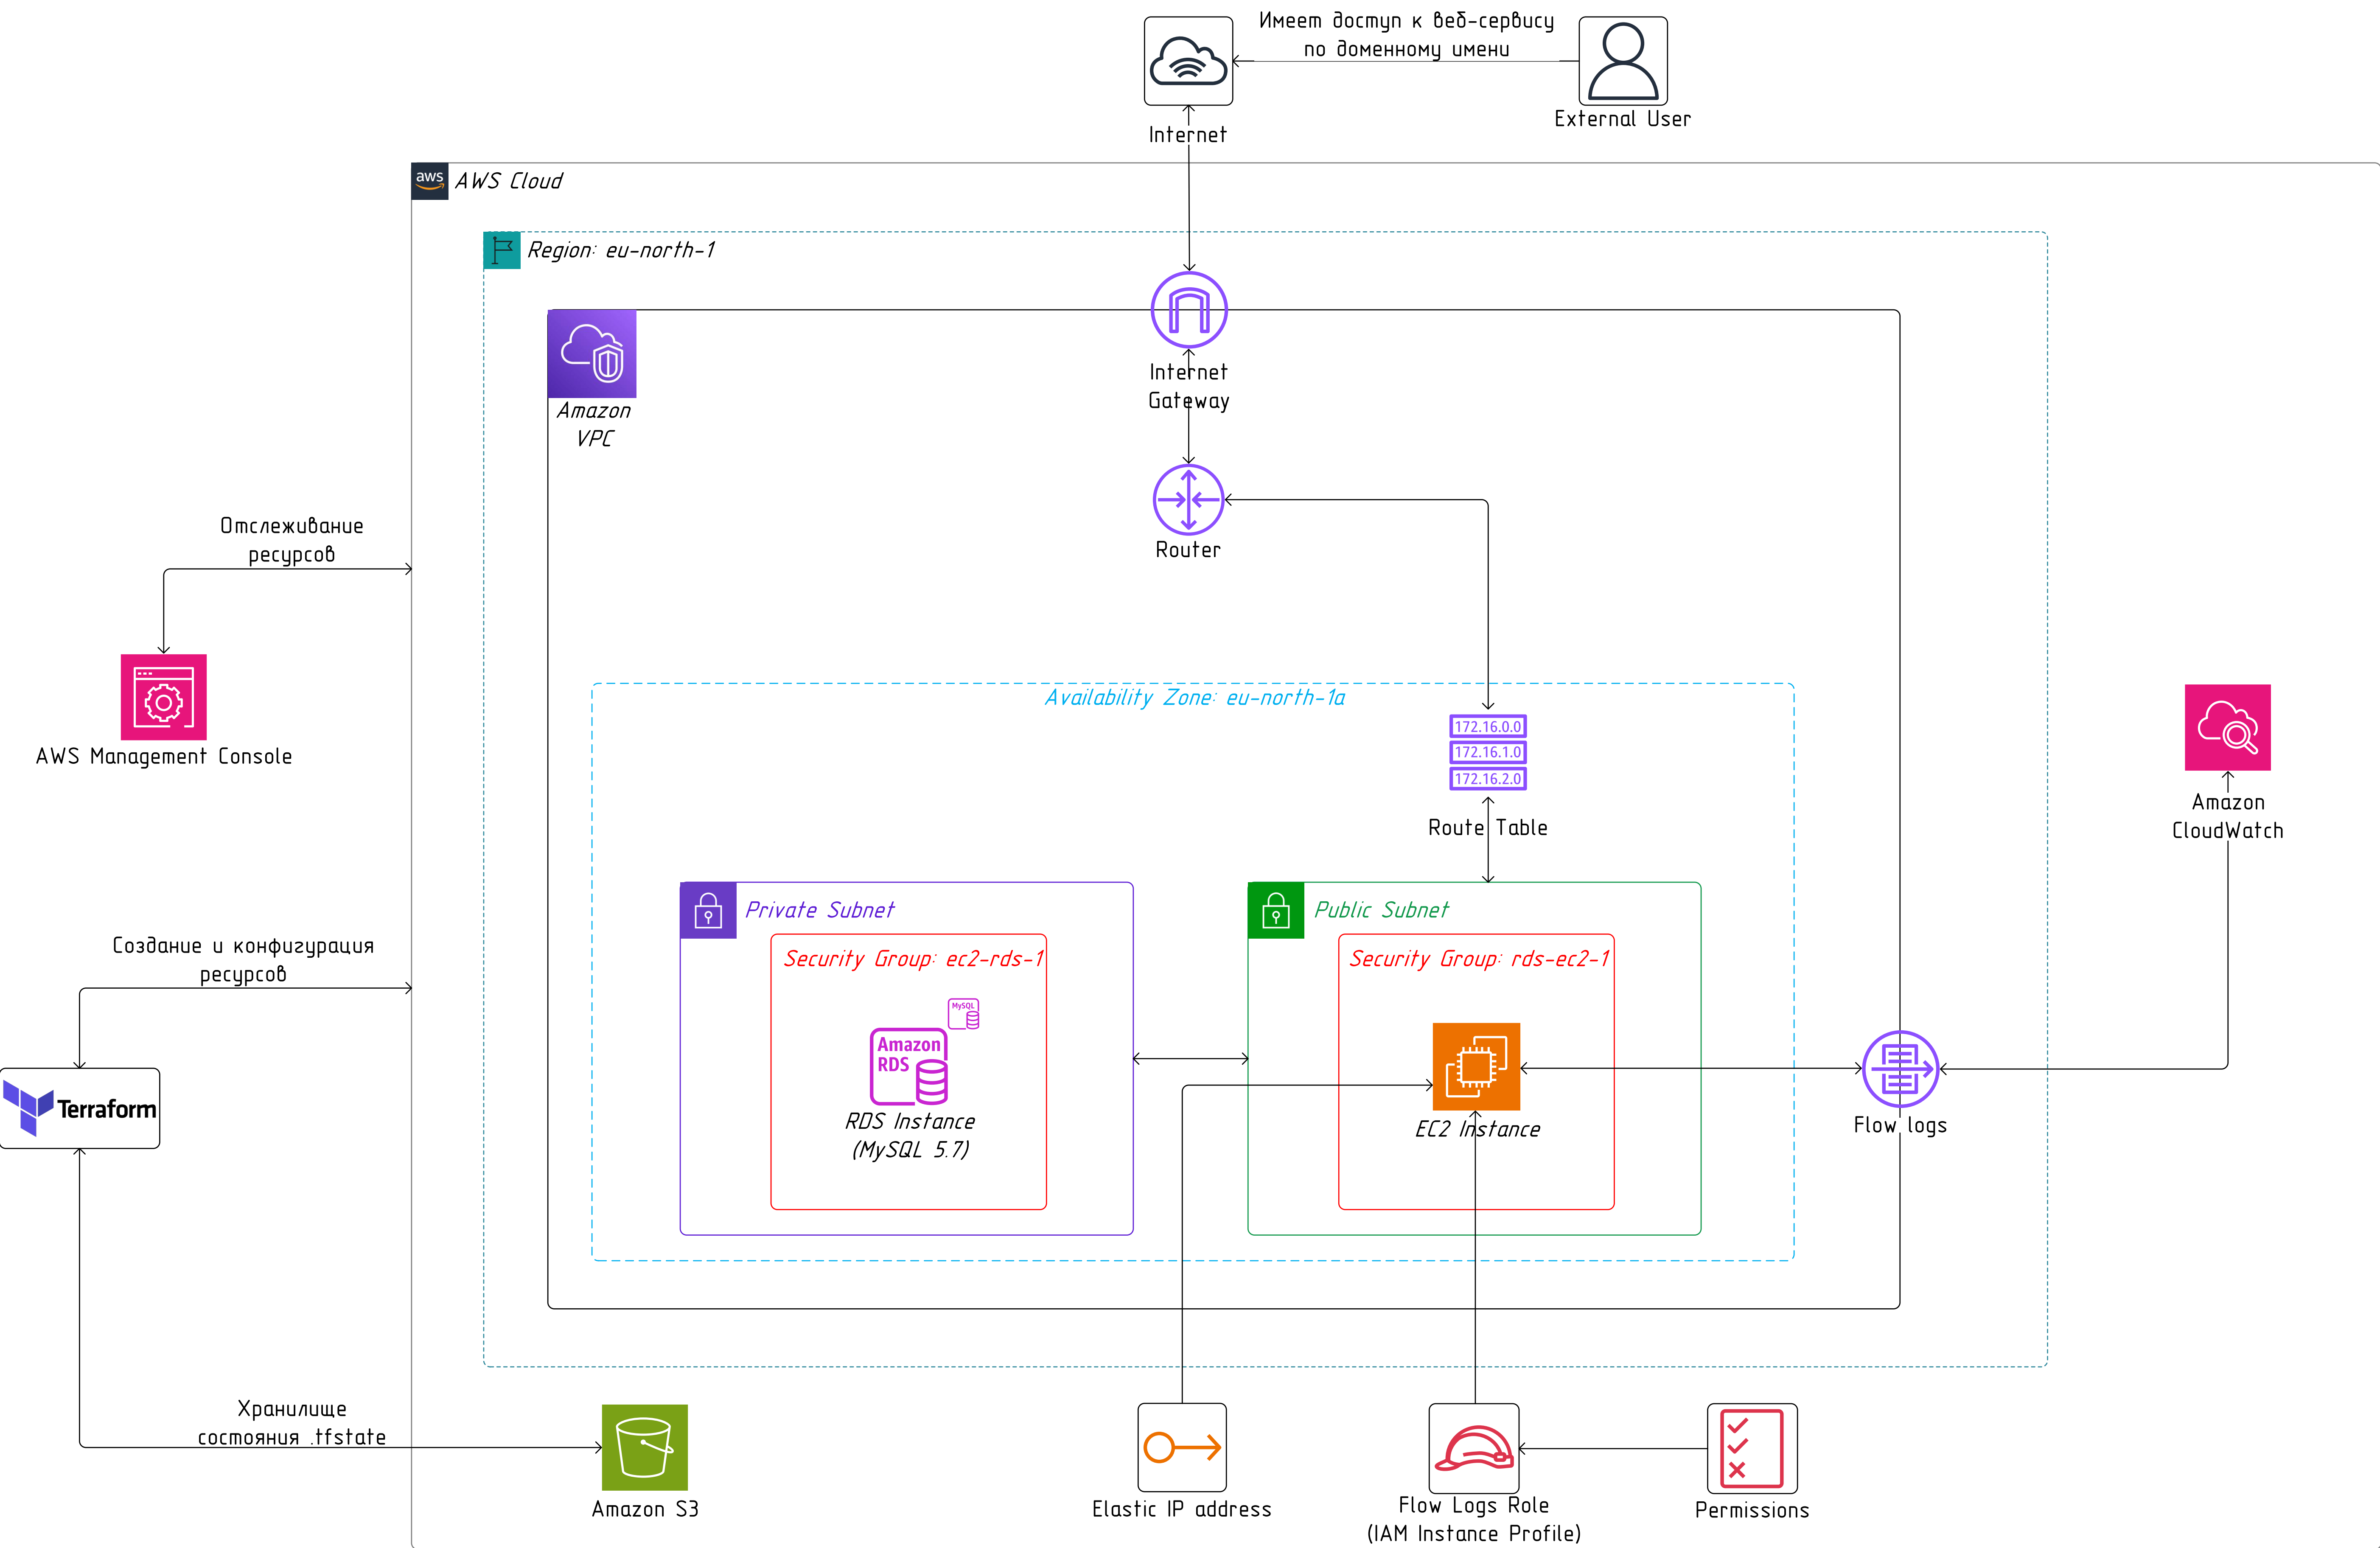 Имеет доступ к веб-сервису
по доменному имени
External User
Internet
aws
AWS Cloud
Region: eu-north-1
Amazon
VPC
Internet
Gateway
Router
Отслеживание
ресурсов
AWS Management Console
Availability Zone: eu-north-1a
172.16.0.0
172.16.1.0
172.16.2.0
Route Table
Amazon
CloudWatch
Private Subnet
Security Group: ec2-rds-1
MySQL
Amazon
RDS
RDS Instance
(MySQL 5.7)
Public Subnet
Security Group: rds-ec2-1
EC2 Instance
Flow logs
Создание и конфигурация
ресурсов
Terraform
Хранилище
состояния .tfstate
Amazon S3
Elastic IP address
Flow Logs Role
(IAM Instance Profile)
Permissions